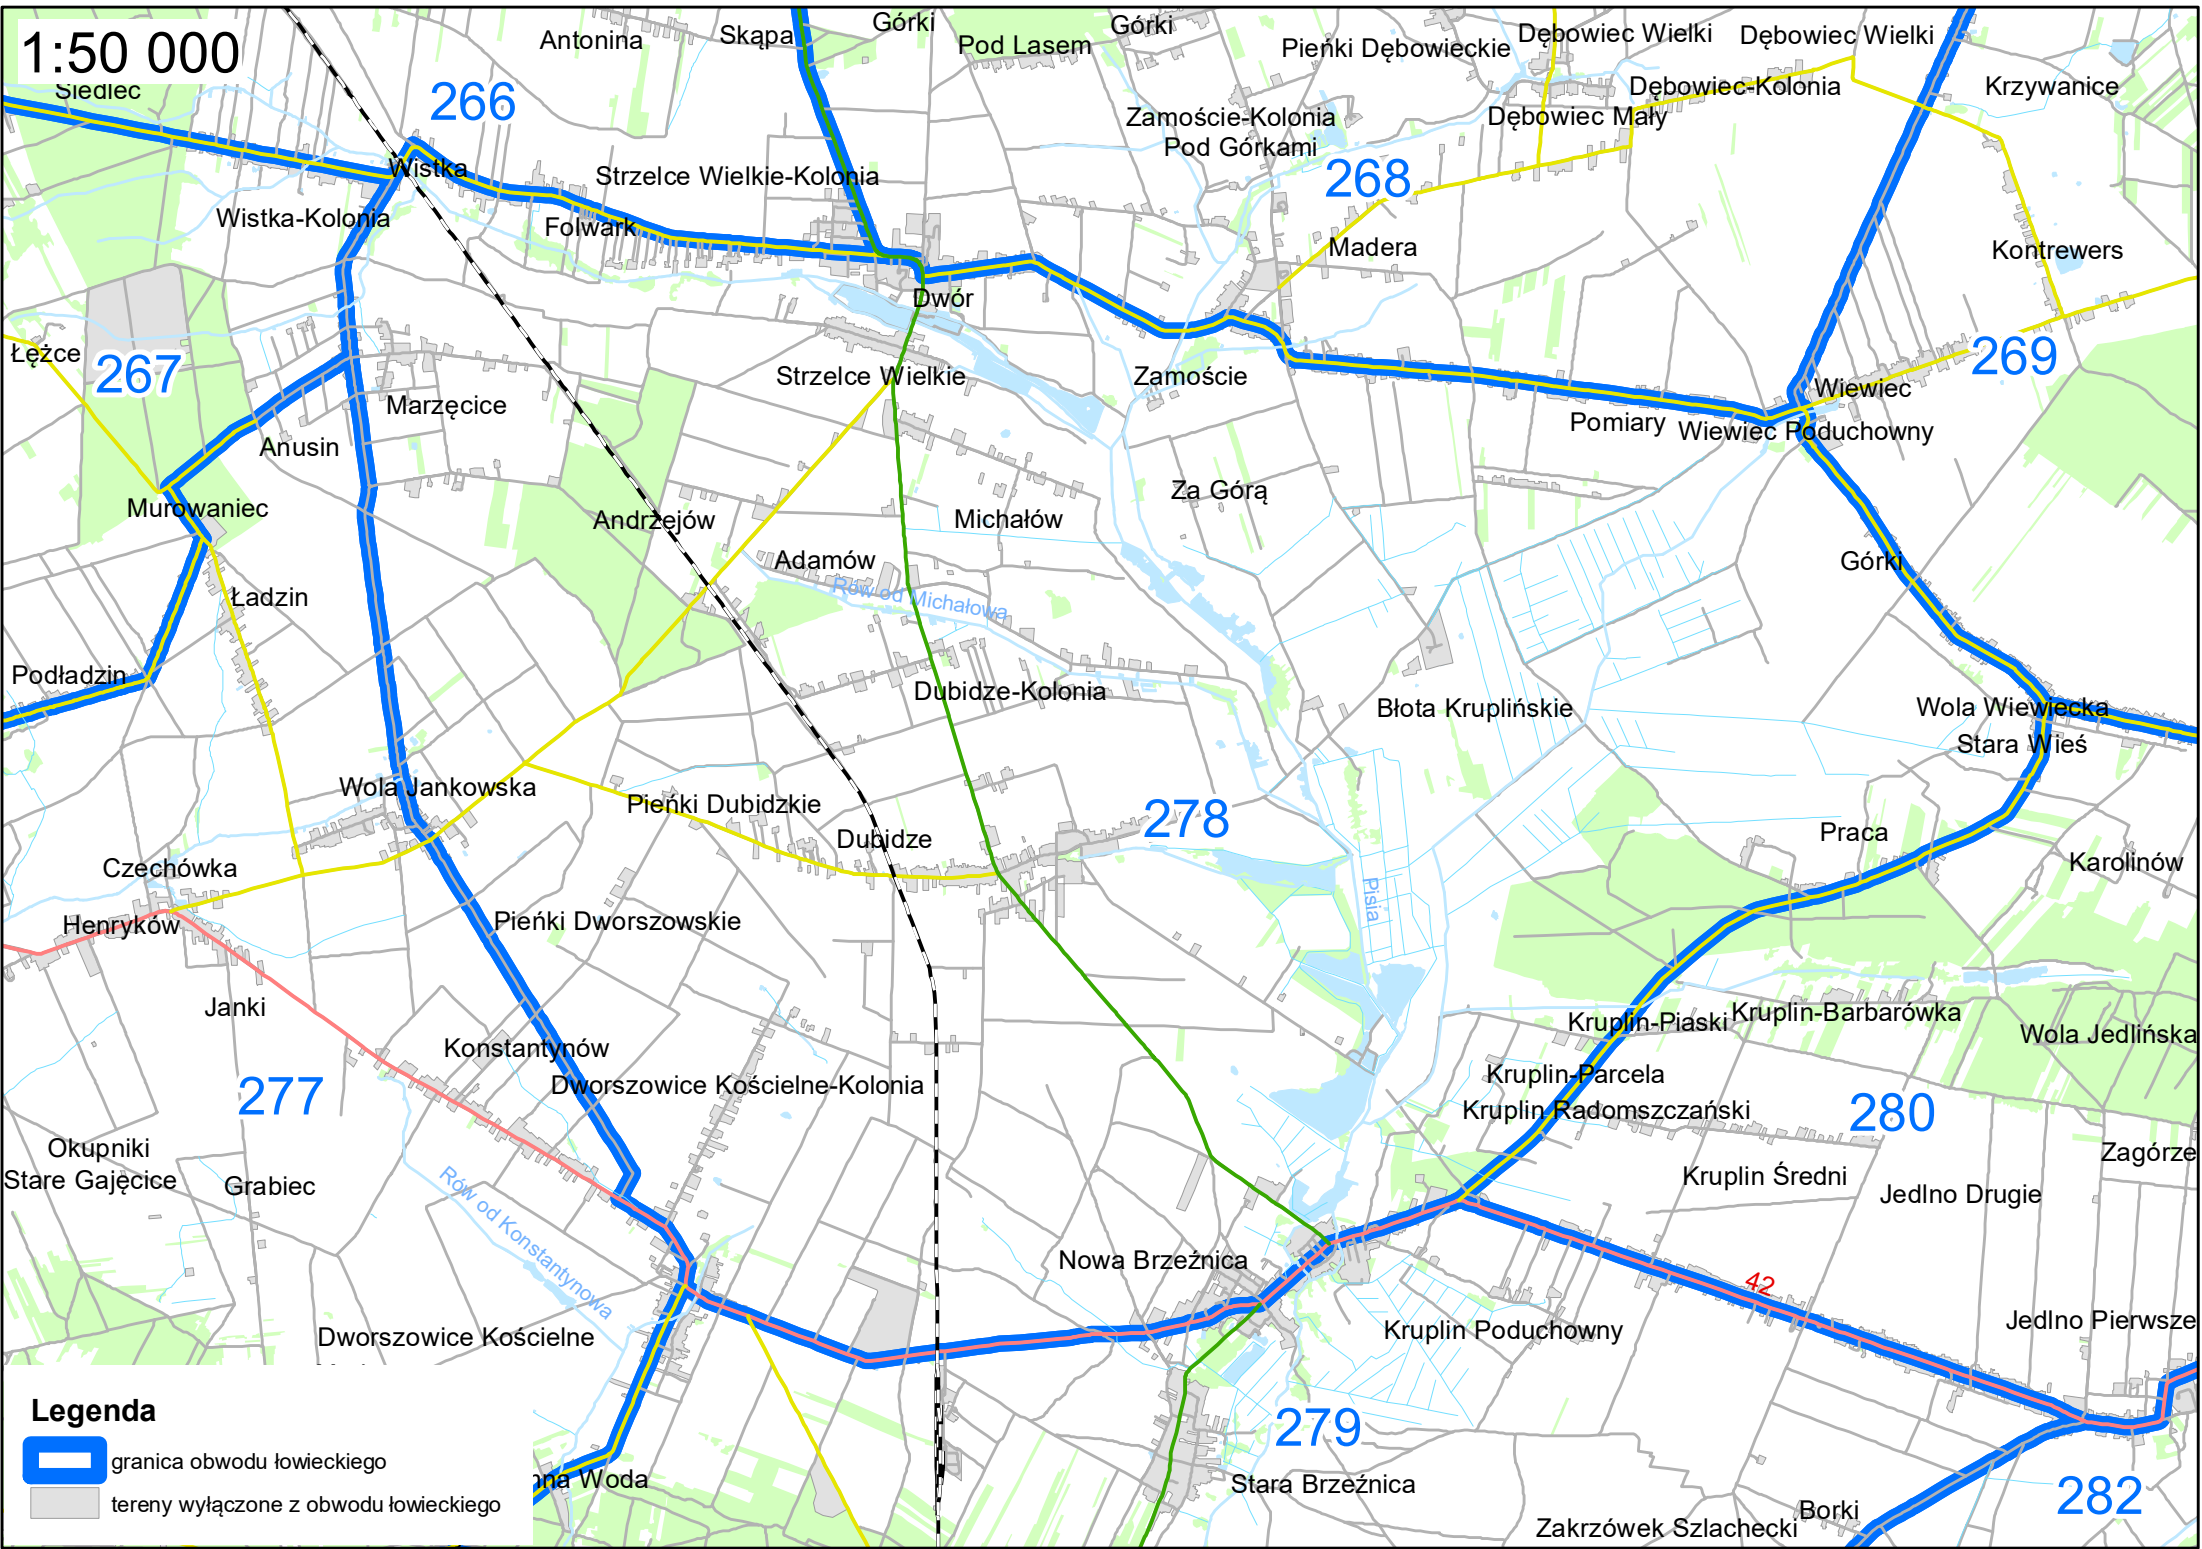 1:50 000
Siedlec
266
Antonina
Skąpa
Górki
Pod Lasem
Górki
Pieńki Dębowieckie
Dębowiec Wielki
Dębowiec Wielki
Krzywanice
Dębowiec-Kolonia
Dębowiec Mały
Zamoście-Kolonia
Pod Górkami
268
Wistka
Strzelce Wielkie-Kolonia
Wistka-Kolonia
Folwark
Madera
Kontrewers
Dwór
Łężce
267
Strzelce Wielkie
Zamoście
269
Wiewiec
Marzęcice
Anusin
Pomiary
Wiewiec Poduchowny
Murowaniec
Andrzejów
Michałów
Za Górą
Adamów
Górki
Rów od Michałowa
Ładzin
Podładzin
Dubidze-Kolonia
Błota Kruplińskie
Wola Wiewiecka
Stara Wieś
Wola Jankowska
Pieńki Dubidzkie
278
Dubidze
Praca
Karolinów
Czechówka
Pisia
Henryków
Pieńki Dworszowskie
Janki
Kruplin-Piaski
Kruplin-Barbarówka
Wola Jedlińska
Konstantynów
Dworszowice Kościelne-Kolonia
277
Kruplin-Parcela
Kruplin Radomszczański
280
Okupniki
Stare Gajęcice
Grabiec
Zagórze
Kruplin Średni
Jedlno Drugie
Rów od Konstantynowa
Nowa Brzeźnica
42
Jedlno Pierwsze
Dworszowice Kościelne
Kruplin Poduchowny
279
Legenda
granica obwodu łowieckiego
tereny wyłączone z obwodu łowieckiego
nna Woda
Stara Brzeźnica
282
Borki
Zakrzówek Szlachecki